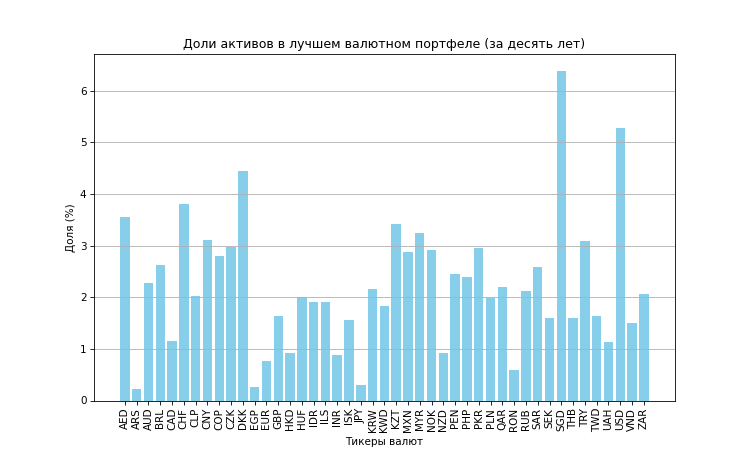 Доли активов в лучшем валютном портфеле (за десять лет)
Доля (%)
6
5
4
3
2
1
0
AED
ARS
AUD
BRL
CAD
CHF
CLP
CNY
COP
CZK
DKK
EGP
EUR
GBP
HKD
HUF
IDR
ILS
INR
ISK
JPY
KRW
KWD
KZT
MXN
MYR
NOK
NZD
PEN
PHP
PKR
PLN
QAR
RON
RUB
SAR
SEK
SGD
THB
TRY
TWD
UAH
USD
VND
ZAR
Тикеры валют